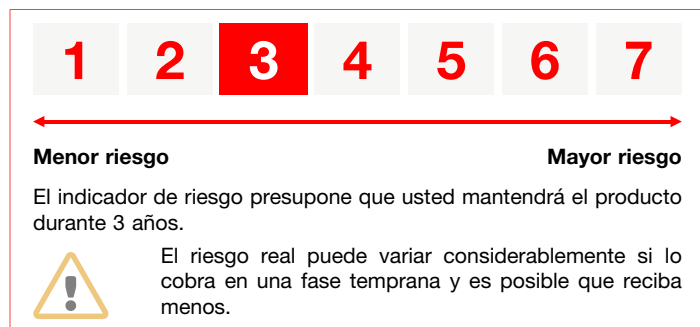 1 2 3 4 5 6 7
Menor riesgo Mayor riesgo
El indicador de riesgo presupone que usted mantendrá el producto
durante 3 años.
El riesgo real puede variar considerablemente si lo
cobra en una fase temprana y es posible que reciba
menos.